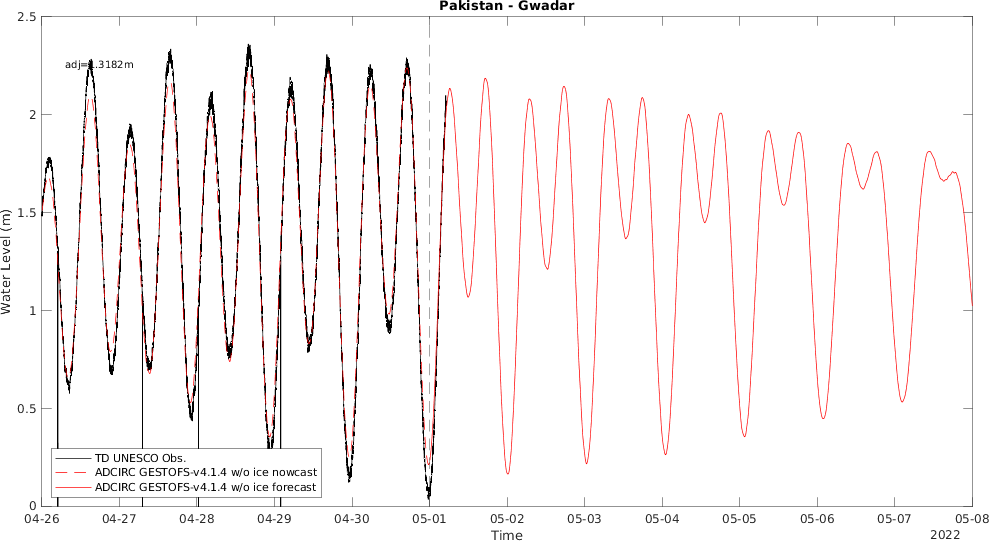 Pakistan - Gwadar
2.5
2
1.5
1
0.5
0
Water Level (m)
adj=1.3182m
TD UNESCO Obs.
ADCIRC GESTOFS-v4.1.4 w/o ice nowcast
ADCIRC GESTOFS-v4.1.4 w/o ice forecast
04-26 04-27 04-28 04-29 04-30 05-01 05-02 05-03 05-04 05-05 05-06 05-07 05-08
Time
2022